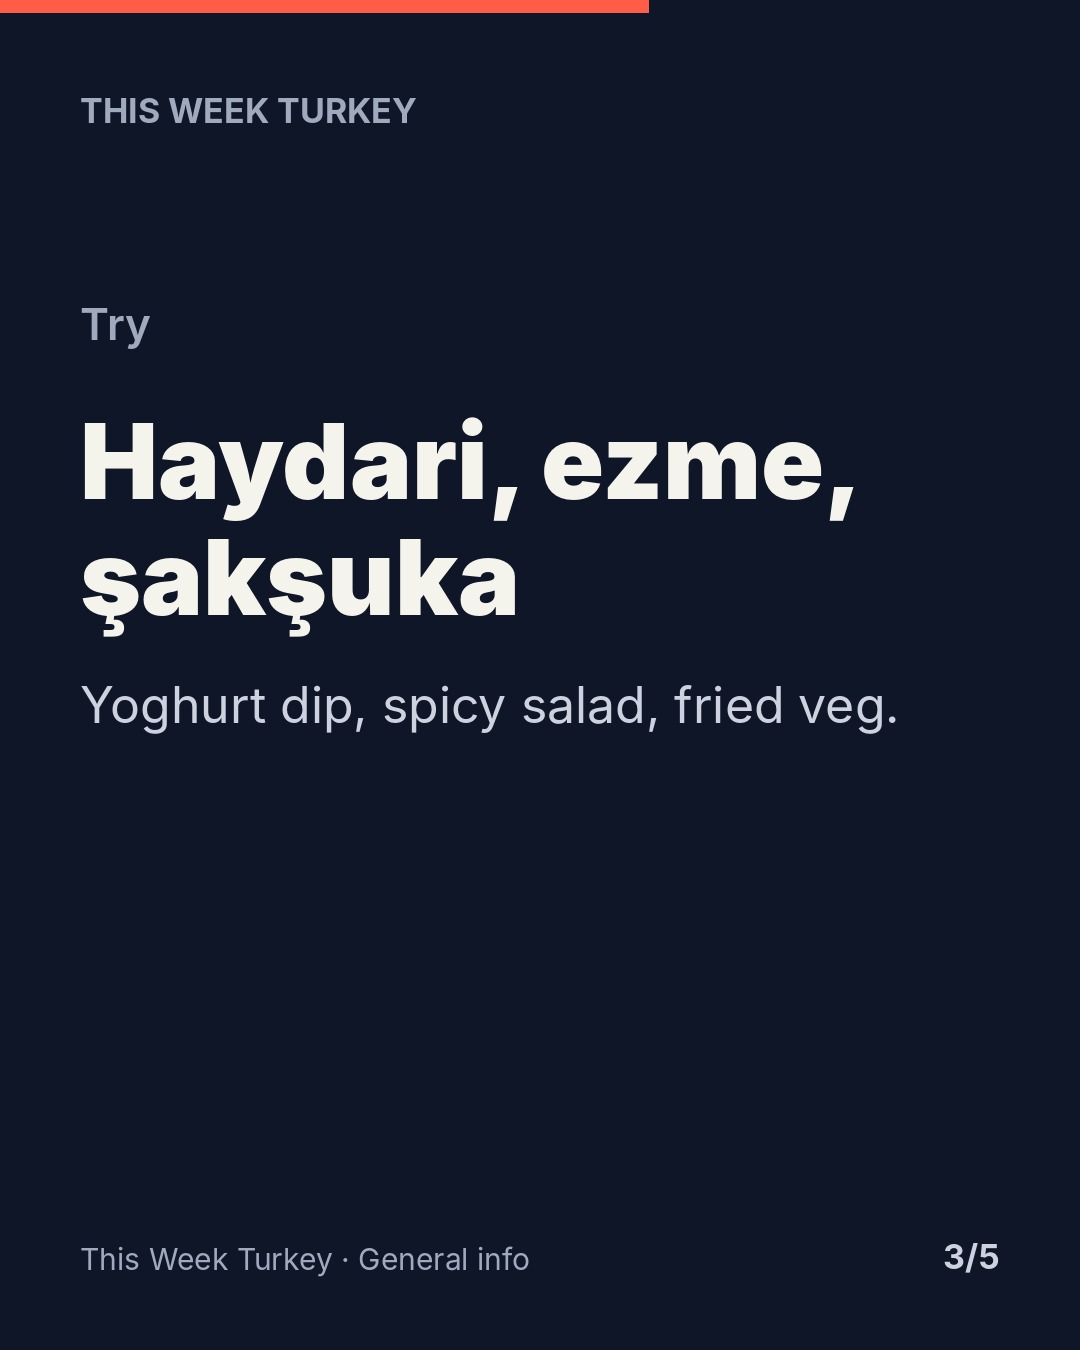 THIS WEEK TURKEY
Try
Haydari, ezme,
şakşuka
Yoghurt dip, spicy salad, fried veg.
This Week Turkey · General info
3/5